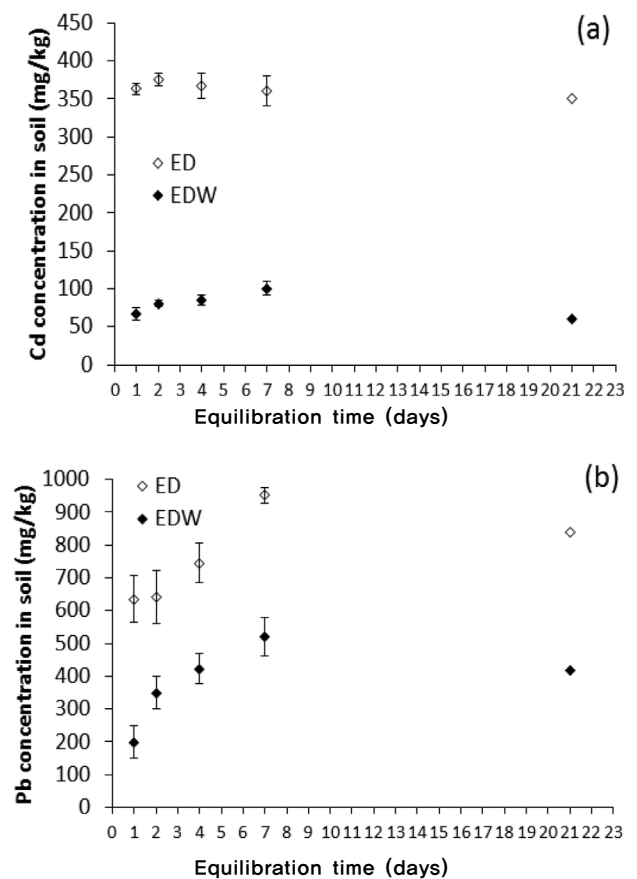 (a)
Cd concentration in soil (mg/kg)
450
400
350
300
250
200
150
100
50
0
ED
EDW
0 1 2 3 4 5 6 7 8 9 10 11 12 13 14 15 16 17 18 19 20 21 22 23
Equilibration time (days)
(b)
Pb concentration in soil (mg/kg)
1000
900
800
700
600
500
400
300
200
100
0
ED
EDW
0 1 2 3 4 5 6 7 8 9 10 11 12 13 14 15 16 17 18 19 20 21 22 23
Equilibration time (days)